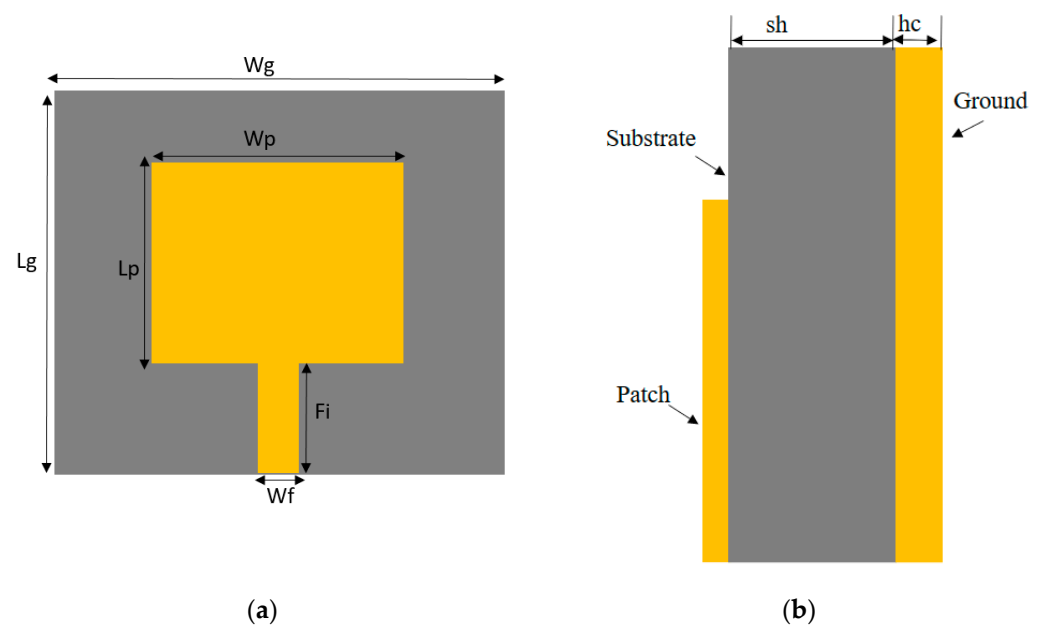 Wg
Wp
Lg
Lp
Fi
Wf
(a)
sh
hc
Ground
Substrate
Patch
(b)